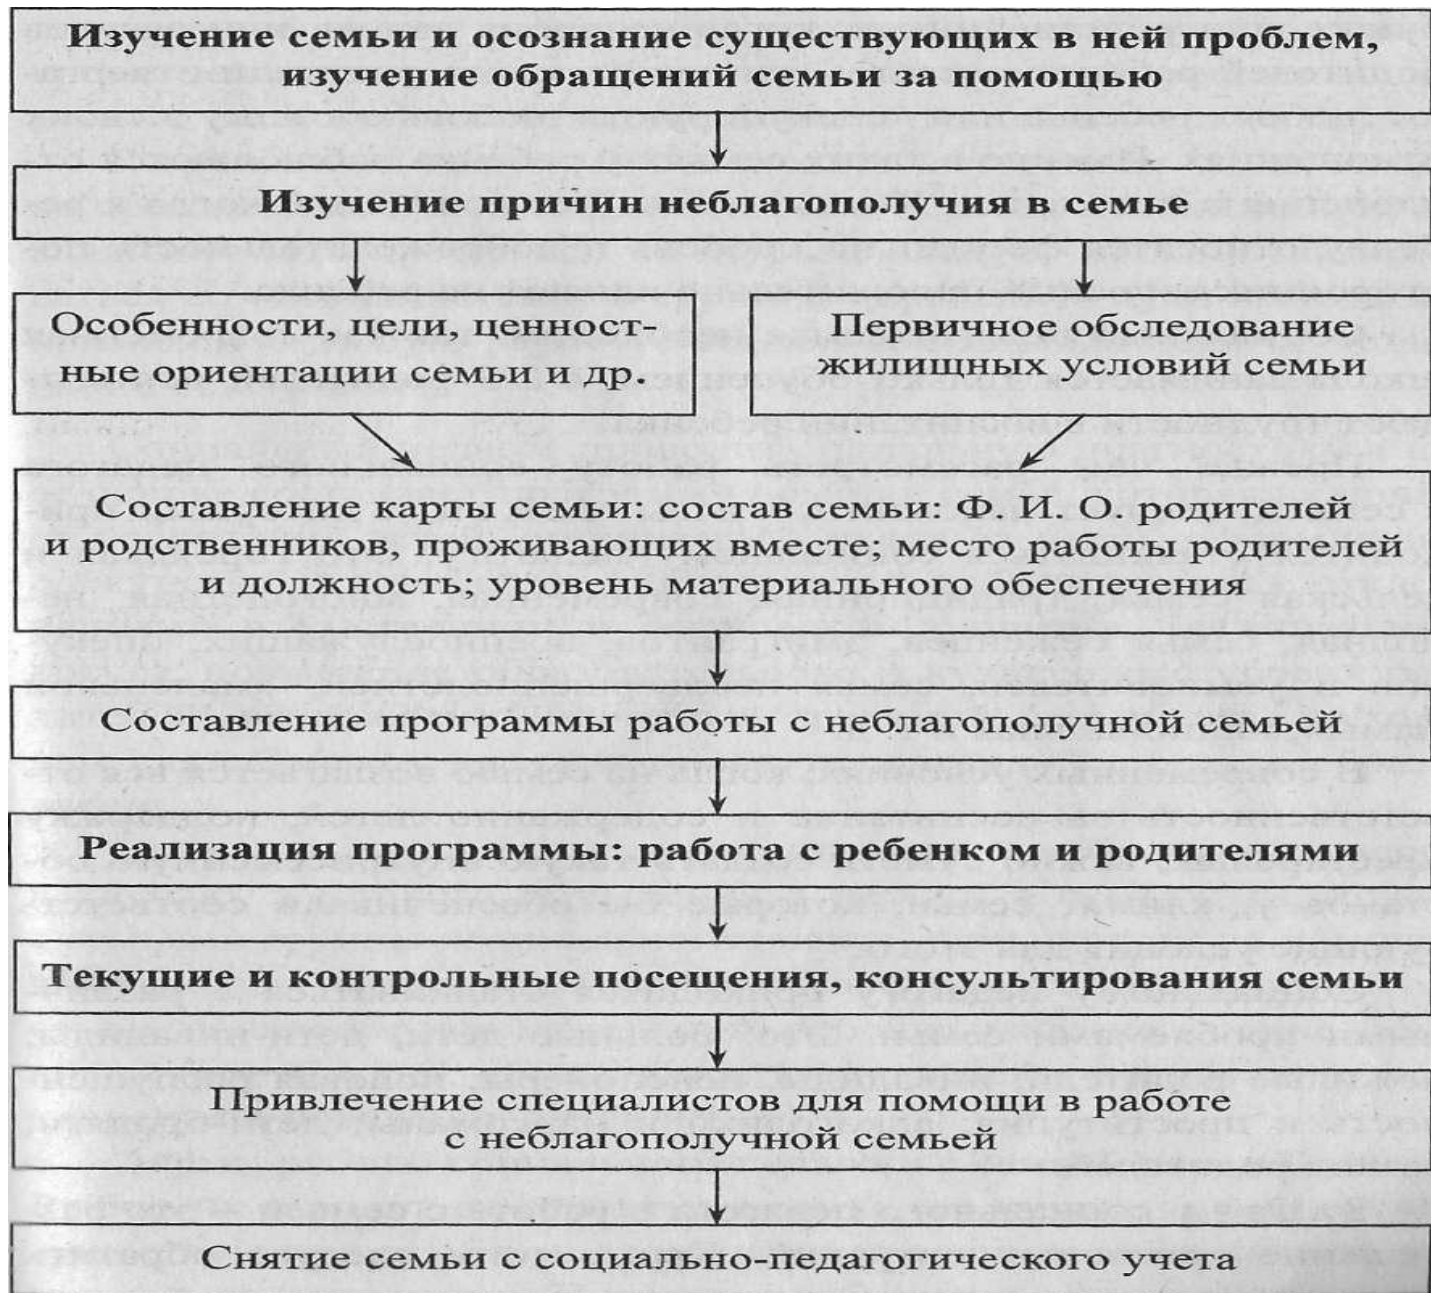 Изучение семьи и осознание существующих в ней проблем,
изучение обращений семьи за помощью
Изучение причин неблагополучия в семье
Особенности, цели, ценност-
ные ориентации семьи и др.
Первичное обследование
жилищных условий семьи
Составление карты семьи: состав семьи: Ф. И. О. родителей
и родственников, проживающих вместе; место работы родителей
и должность; уровень материального обеспечения
Составление программы работы с неблагополучной семьей
Реализация программы: работа с ребенком и родителями
Текущие и контрольные посещения, консультирования семьи
Привлечение специалистов для помощи в работе
с неблагополучной семьей
Снятие семьи с социально-педагогического учета